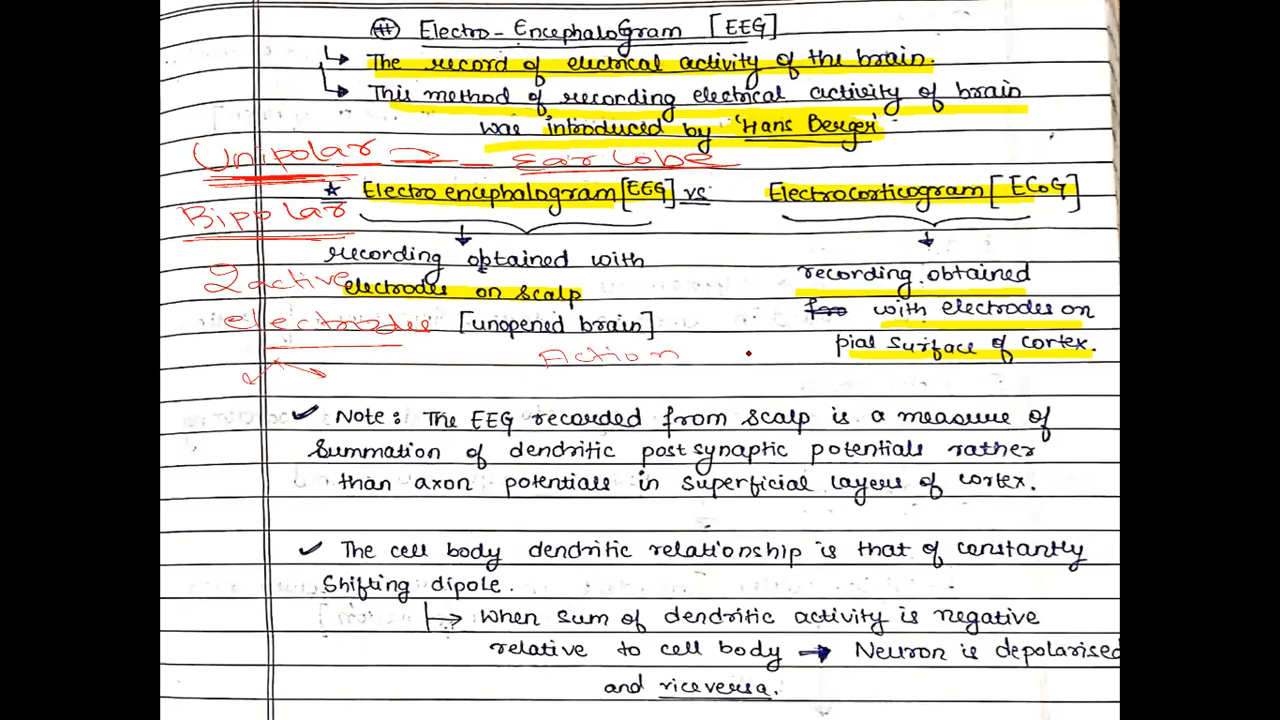 Electro-EncephaloGram [EEG]
↳ The record of electrical activity of the brain.
↳ This method of recording electrical activity of brain
was introduced by 'Hans Berger'
Unipolar → - Ear lobe
★ Electro encephalogram [EEG] vs Electrocorticogram [ECoG]
Bipolar
recording obtained with
2 active electrodes on scalp
electrodes [unopened brain]
Action
recording obtained
with electrodes on
pial surface of cortex.
✓ Note: The EEG recorded from scalp is a measure of
Summation of dendritic post synaptic potentials rather
than axon potentials in superficial layers of cortex.
✓ The cell body dendritic relationship is that of constantly
Shifting dipole.
↳ When sum of dendritic activity is negative
relative to cell body → Neuron is depolarised
and viceversa.